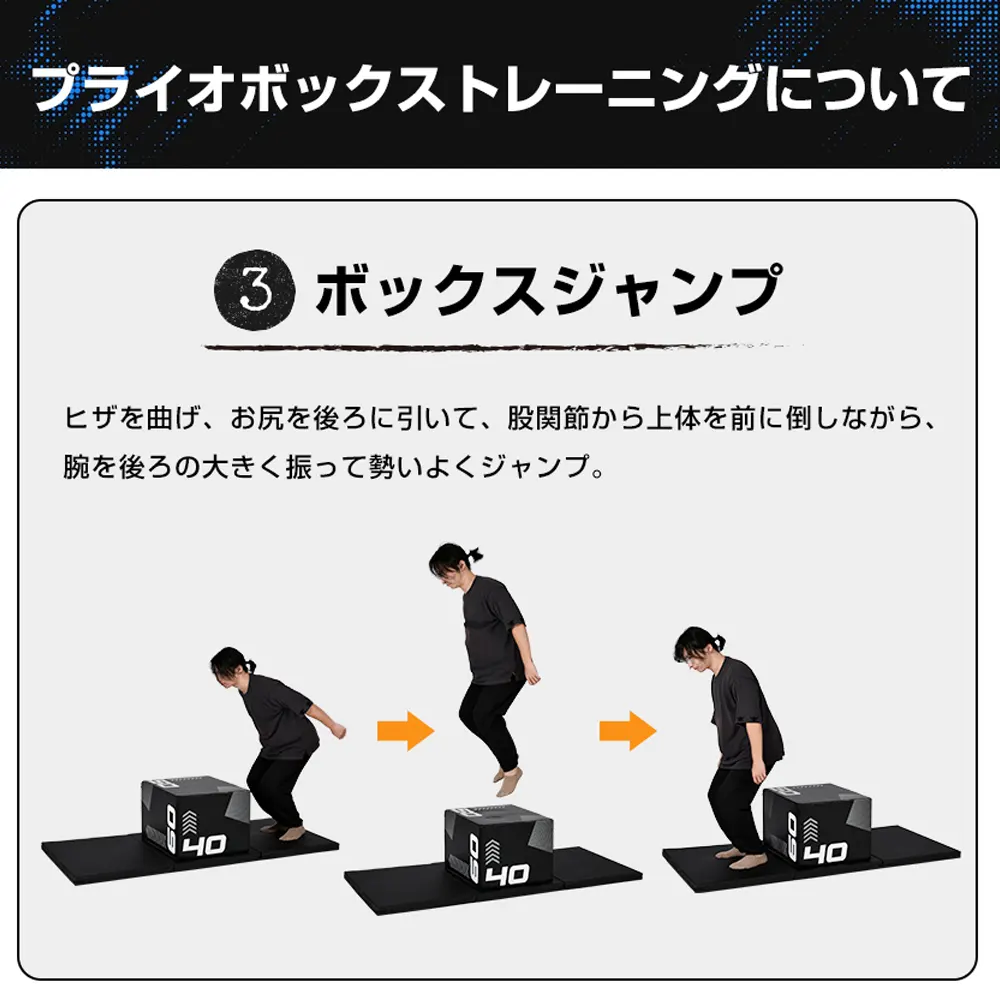 プライオボックストレーニングについて
3 ボックスジャンプ
ヒザを曲げ、お尻を後ろに引いて、股関節から上体を前に倒しながら、
腕を後ろの大きく振って勢いよくジャンプ。
60
40
60
40
60
40